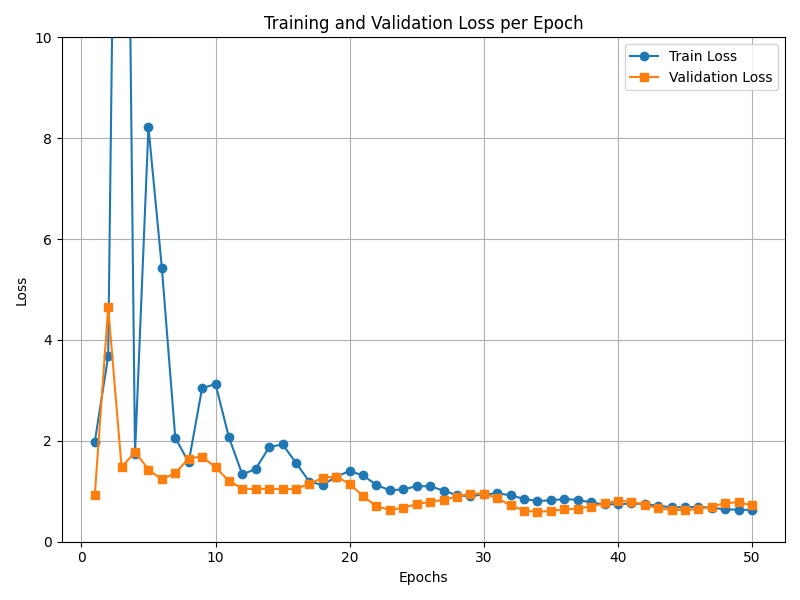 Training and Validation Loss per Epoch
Train Loss
Validation Loss
10
8
6
4
2
0
Loss
0 10 20 30 40 50
Epochs